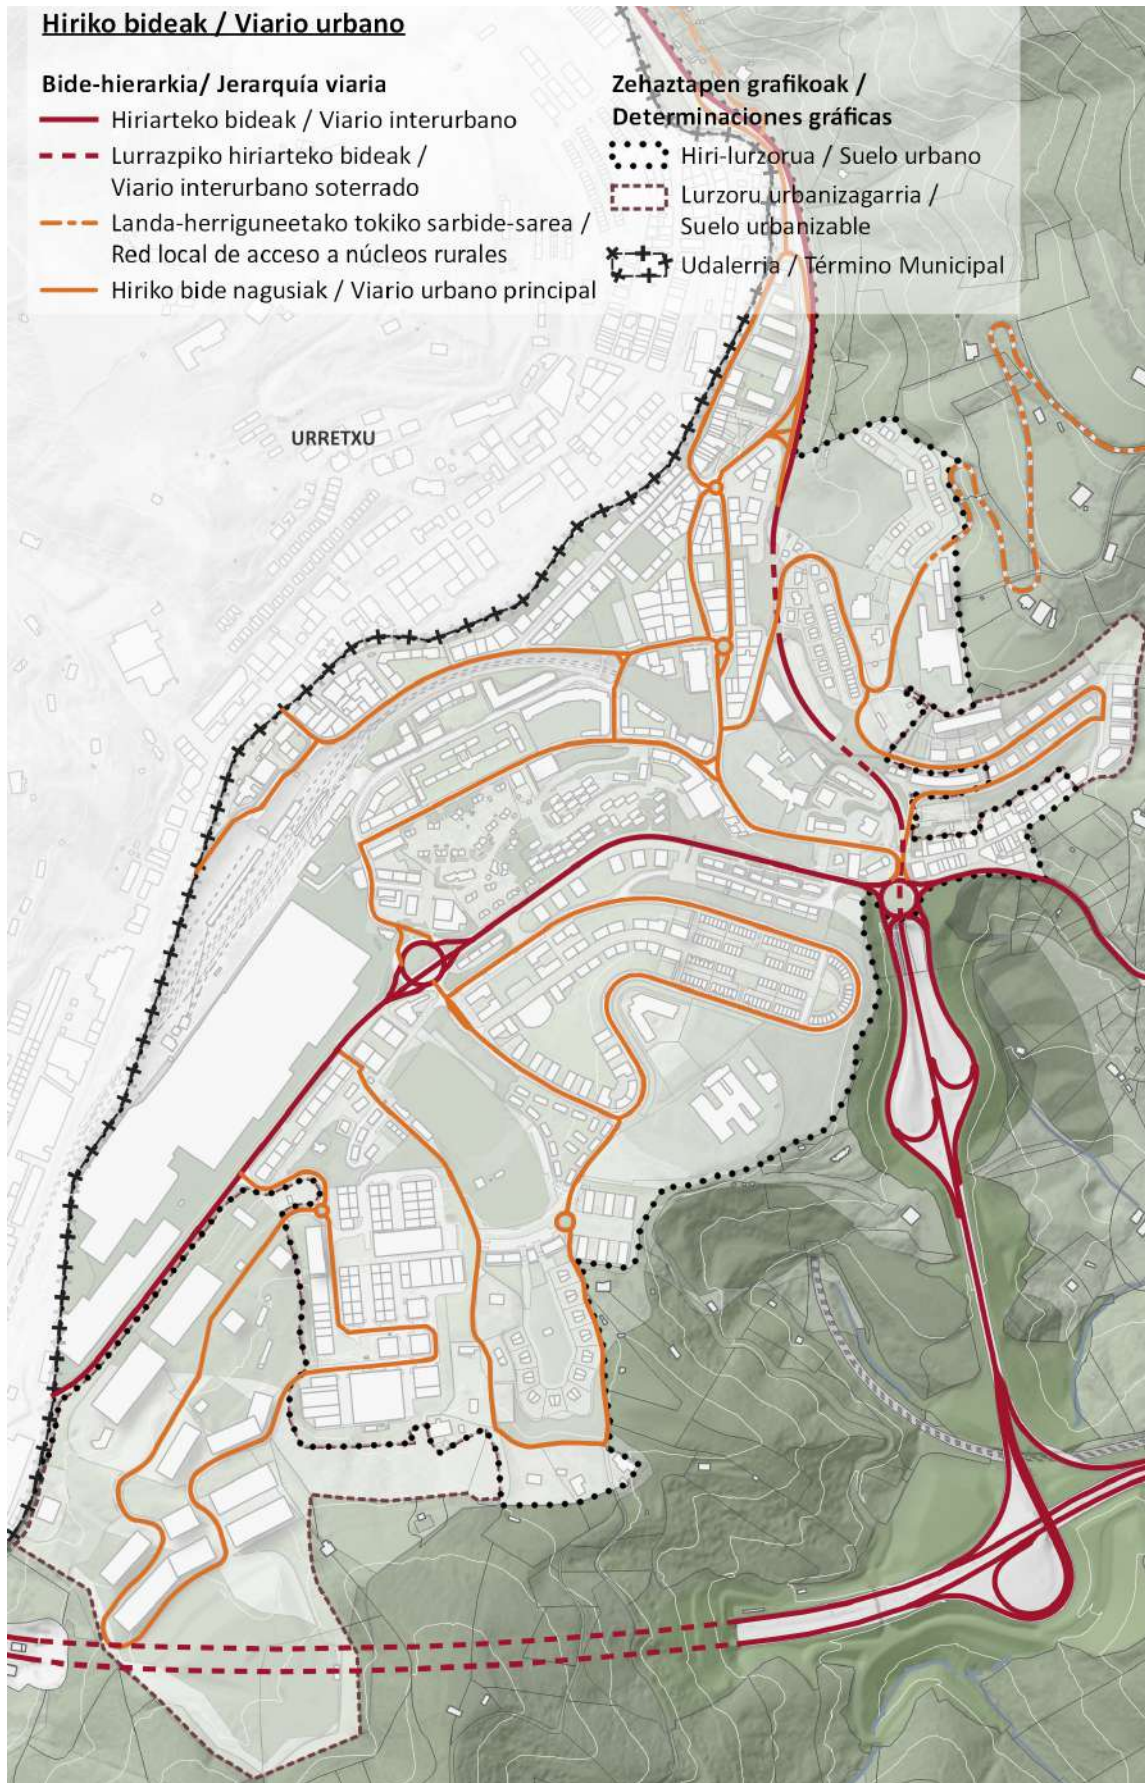 Hiriko bideak / Viario urbano
Bide-hierarkia/ Jerarquía viaria
Hiriarteko bideak / Viario interurbano
Lurrazpiko hiriarteko bideak /
Viario interurbano soterrado
Landa-herriguneetako tokiko sarbide-sarea /
Red local de acceso a núcleos rurales
Hiriko bide nagusiak / Viario urbano principal
Zehaztapen grafikoak /
Determinaciones gráficas
Hiri-lurzorua / Suelo urbano
Lurzoru urbanizagarria /
Suelo urbanizable
Udalerria / Término Municipal
URRETXU